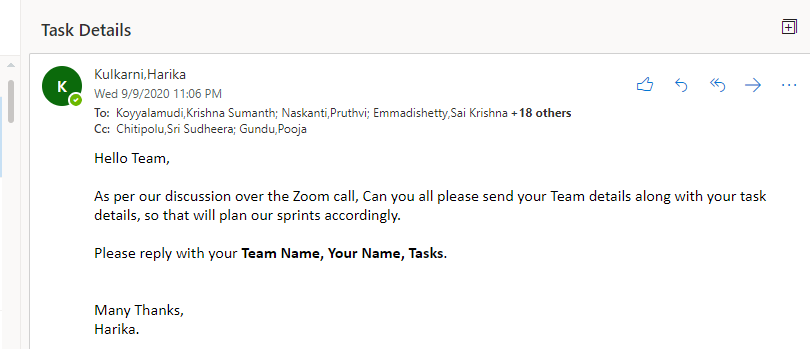 Task Details
K
Kulkarni,Harika
Wed 9/9/2020 11:06 PM
To: Koyyalamudi,Krishna Sumanth; Naskanti,Pruthvi; Emmadishetty,Sai Krishna +18 others
Cc: Chitipolu,Sri Sudheera; Gundu,Pooja
Hello Team,
As per our discussion over the Zoom call, Can you all please send your Team details along with your task
details, so that will plan our sprints accordingly.
Please reply with your Team Name, Your Name, Tasks.
Many Thanks,
Harika.